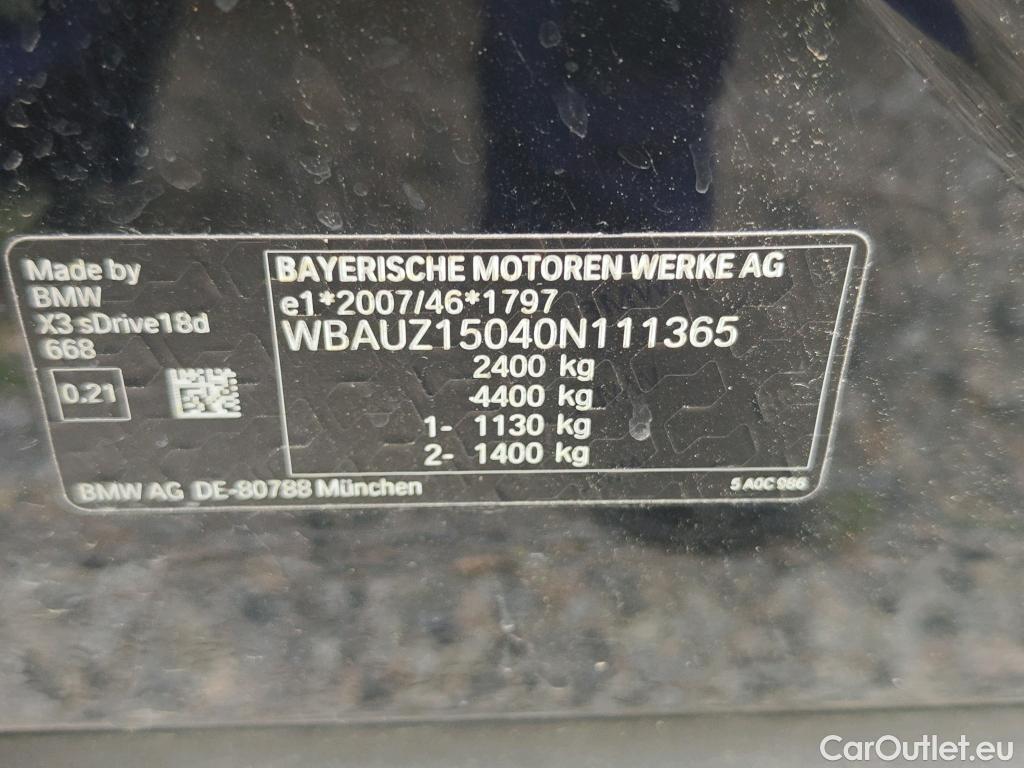 Made by
BMW
X3 sDrive18d
668
0.21
BAYERISCHE MOTOREN WERKE AG
e1*2007/46*1797
WBAUZ15040N111365
2400 kg
4400 kg
1- 1130 kg
2- 1400 kg
BMW AG DE-80788 München
5 A0C 986
CarOutlet.eu